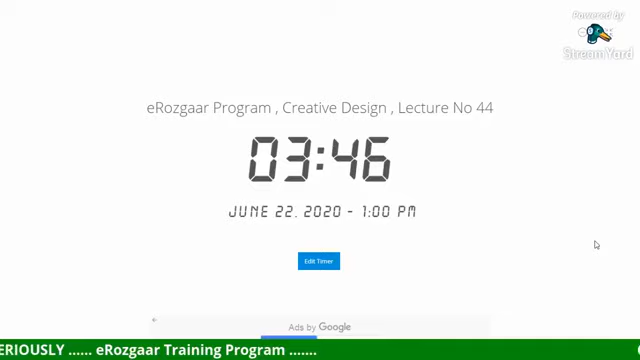 Powered by
StreamYard
eRozgaar Program , Creative Design , Lecture No 44
03:46
JUNE 22, 2020 - 1:00 PM
Edit Timer
Ads by Google
ERIOUSLY ...... eRozgaar Training Program .......